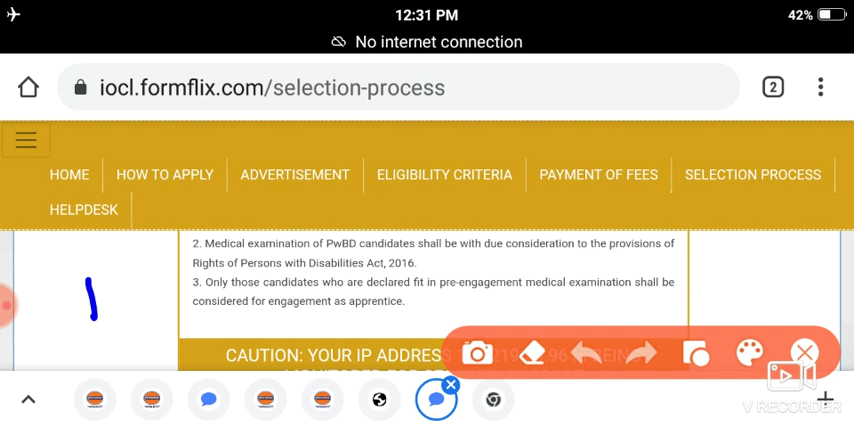 12:31 PM
42%
No internet connection
iocl.formflix.com/selection-process
2
HOME
HOW TO APPLY
ADVERTISEMENT
ELIGIBILITY CRITERIA
PAYMENT OF FEES
SELECTION PROCESS
HELPDESK
2. Medical examination of PwBD candidates shall be with due consideration to the provisions of
Rights of Persons with Disabilities Act, 2016.
3. Only those candidates who are declared fit in pre-engagement medical examination shall be
considered for engagement as apprentice.
CAUTION: YOUR IP ADDRESS
V RECORDER